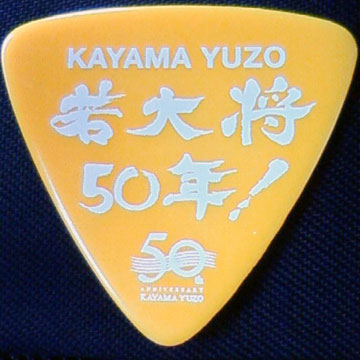 KAYAMA YUZO
若大将
50年!
50th
ANNIVERSARY
KAYAMA YUZO